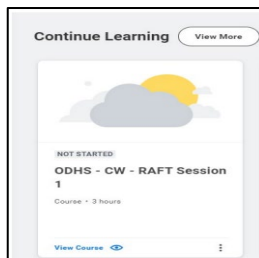 Continue Learning View More
NOT STARTED
ODHS - CW - RAFT Session
1
Course • 3 hours
View Course